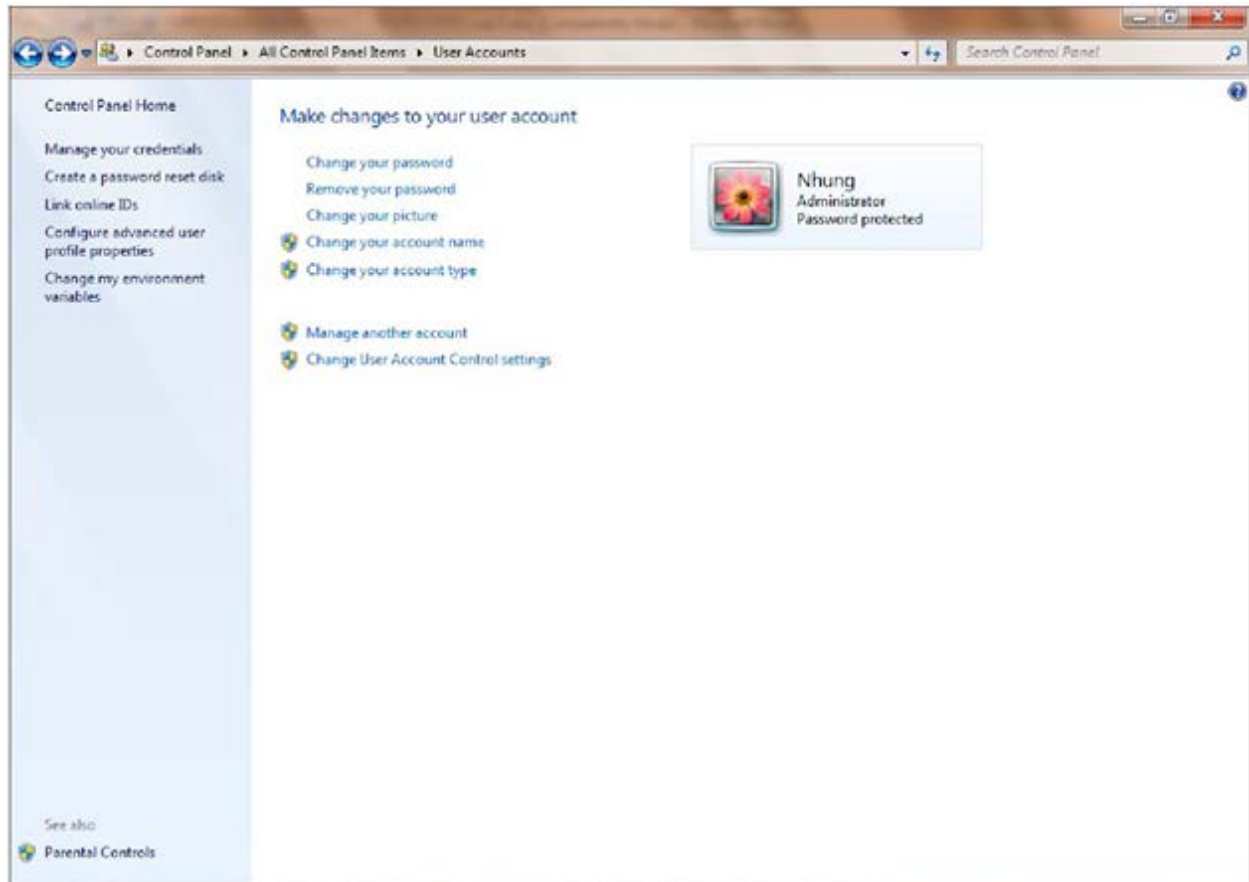 Control Panel ▸ All Control Panel Items ▸ User Accounts
Search Control Panel
Control Panel Home
Manage your credentials
Create a password reset disk
Link online IDs
Configure advanced user
profile properties
Change my environment
variables
Make changes to your user account
Change your password
Remove your password
Change your picture
Change your account name
Change your account type
Manage another account
Change User Account Control settings
Nhung
Administrator
Password protected
See also
Parental Controls